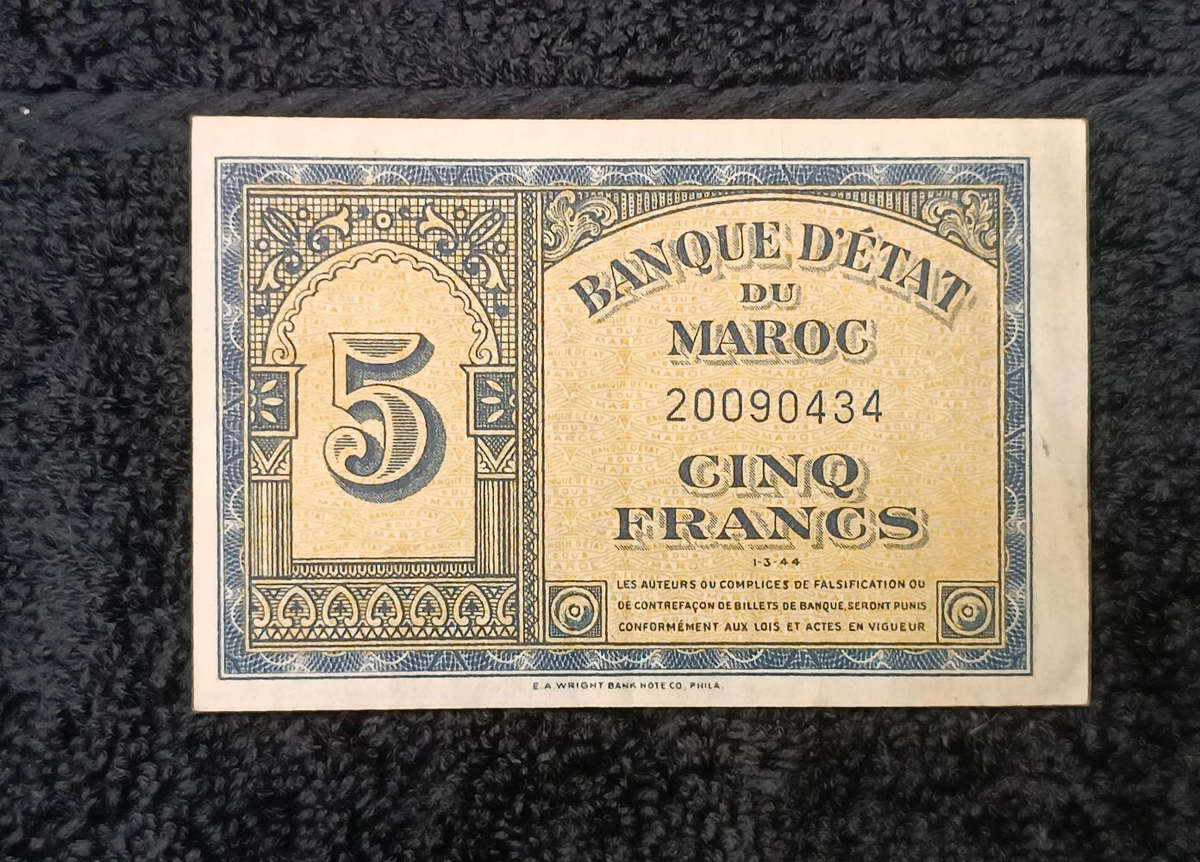 5
BANQUE D'ÉTAT
DU
MAROC
20090434
CINQ
FRANCS
1-3-44
LES AUTEURS OU COMPLICES DE FALSIFICATION OU
DE CONTREFAÇON DE BILLETS DE BANQUE, SERONT PUNIS
CONFORMÉMENT AUX LOIS ET ACTES EN VIGUEUR
E. A. WRIGHT BANK NOTE CO., PHILA.